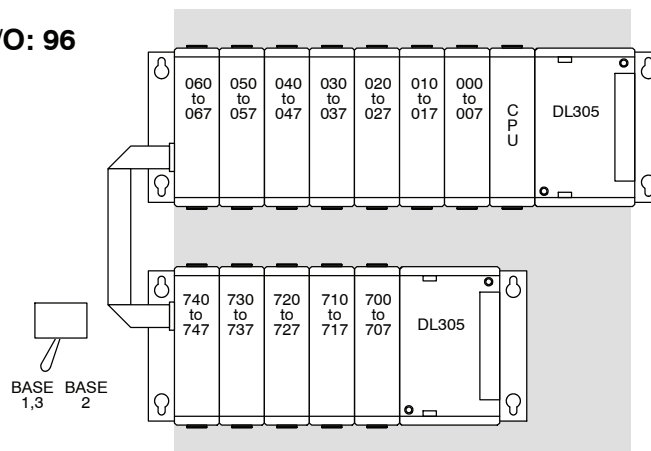 /O: 96
060 to 067
050 to 057
040 to 047
030 to 037
020 to 027
010 to 017
000 to 007
CPU
DL305
740 to 747
730 to 737
720 to 727
710 to 717
700 to 707
DL305
BASE 1,3
BASE 2